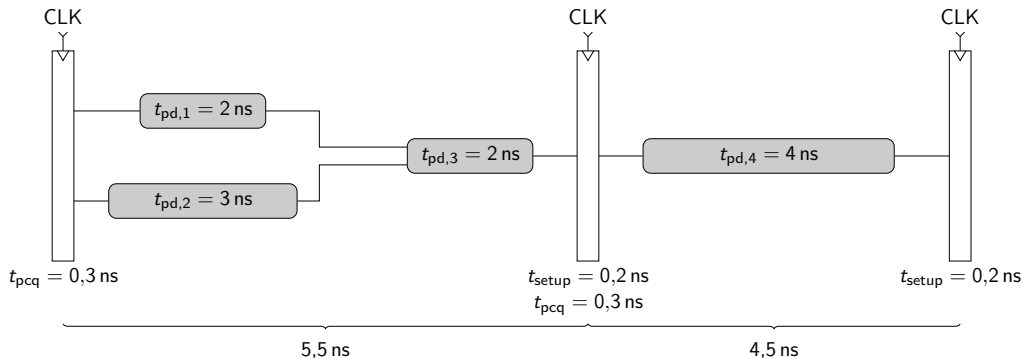 CLK
CLK
CLK
t_pd,1 = 2 ns
t_pd,3 = 2 ns
t_pd,4 = 4 ns
t_pd,2 = 3 ns
t_pcq = 0,3 ns
t_setup = 0,2 ns
t_pcq = 0,3 ns
t_setup = 0,2 ns
5,5 ns
4,5 ns